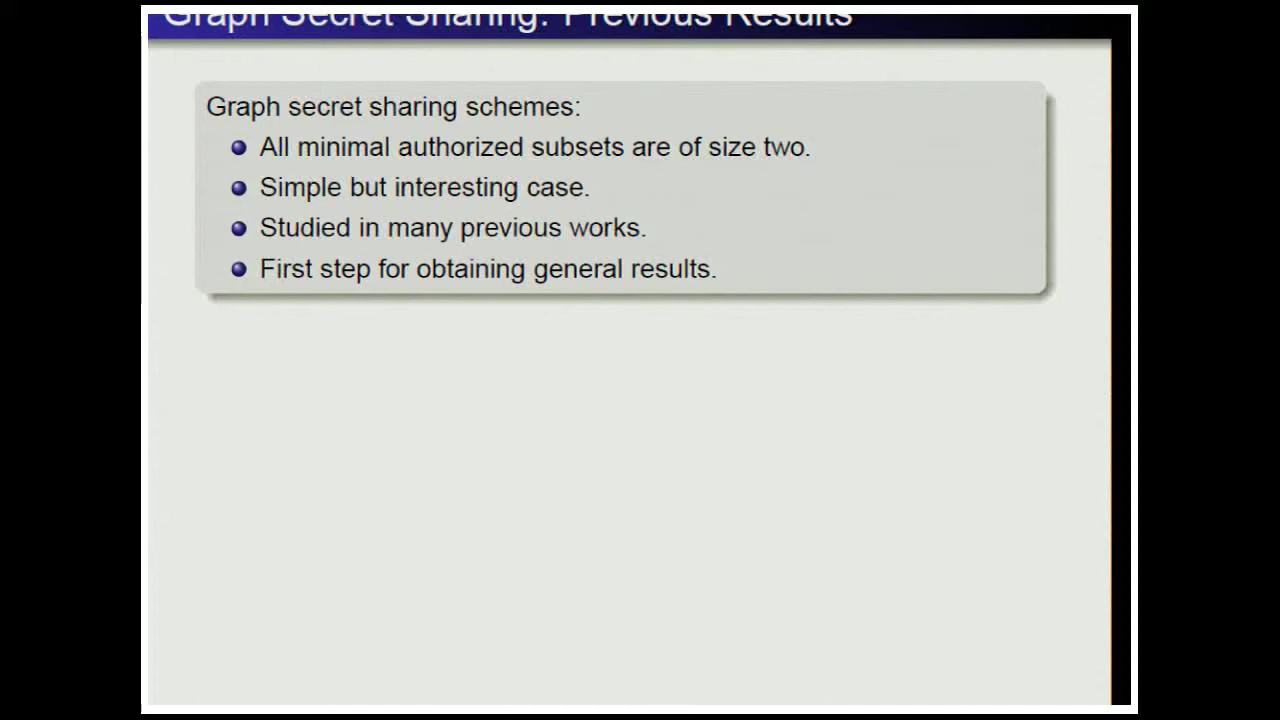 Graph Secret Sharing: Previous Results
Graph secret sharing schemes:
All minimal authorized subsets are of size two.
Simple but interesting case.
Studied in many previous works.
First step for obtaining general results.